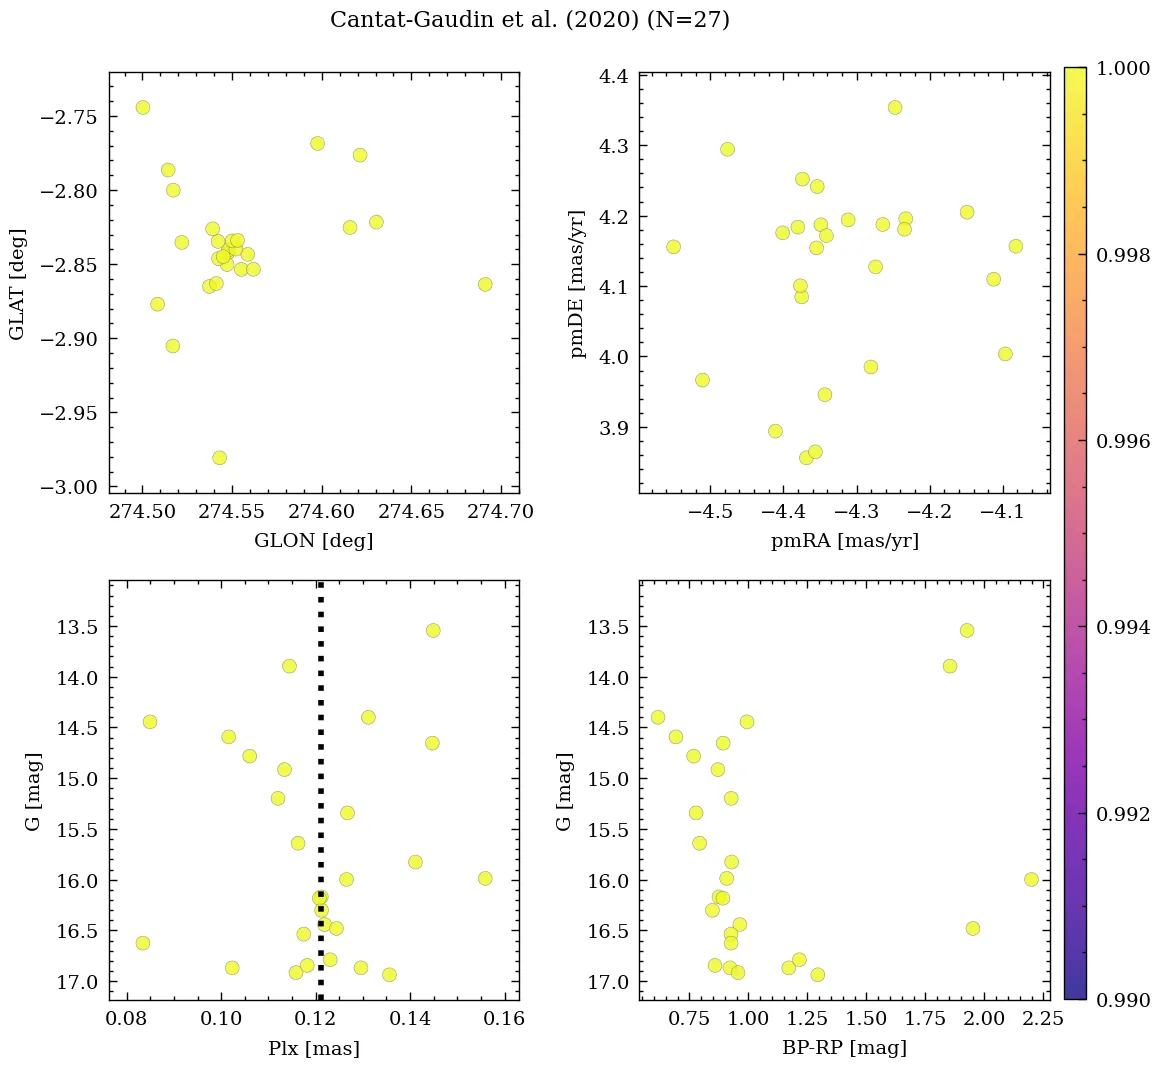 Cantat-Gaudin et al. (2020) (N=27)
−2.75
−2.80
−2.85
−2.90
−2.95
−3.00
GLAT [deg]
274.50 274.55 274.60 274.65 274.70
GLON [deg]
4.4
4.3
4.2
4.1
4.0
3.9
pmDE [mas/yr]
−4.5 −4.4 −4.3 −4.2 −4.1
pmRA [mas/yr]
1.000
0.998
0.996
0.994
0.992
0.990
13.5
14.0
14.5
15.0
15.5
16.0
16.5
17.0
G [mag]
0.08 0.10 0.12 0.14 0.16
Plx [mas]
13.5
14.0
14.5
15.0
15.5
16.0
16.5
17.0
G [mag]
0.75 1.00 1.25 1.50 1.75 2.00 2.25
BP-RP [mag]